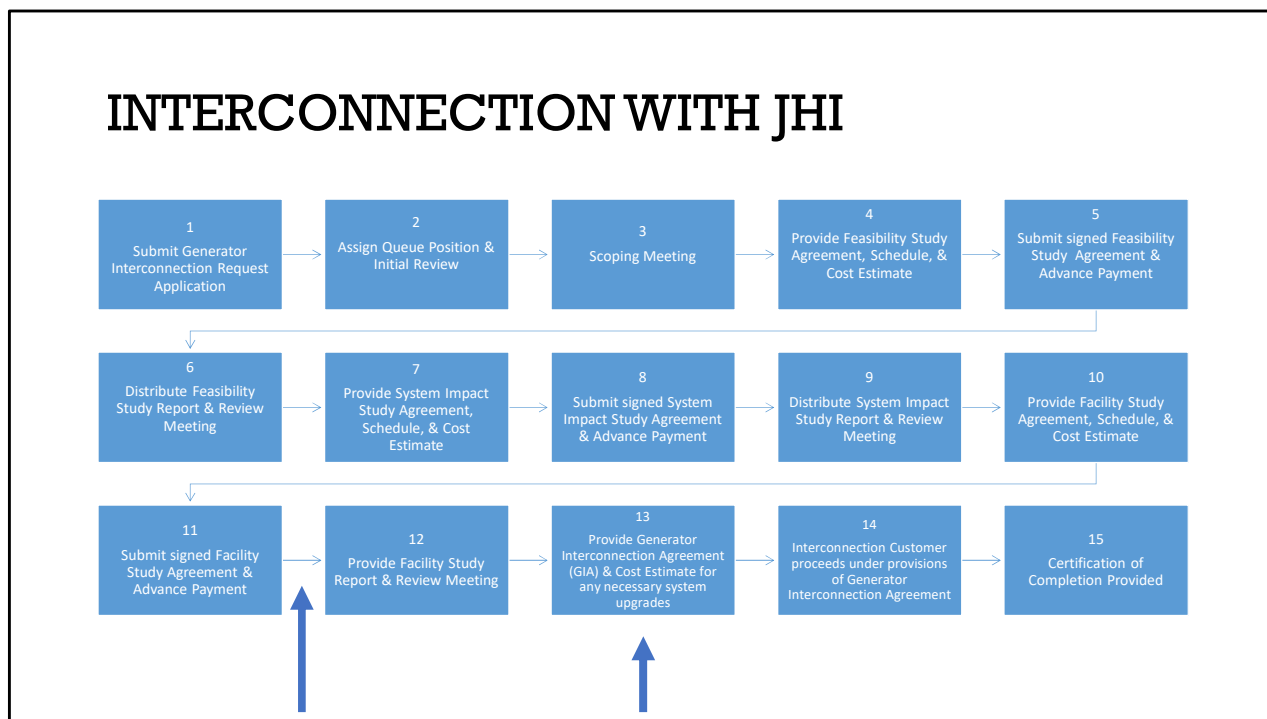 INTERCONNECTION WITH JHI
1
Submit Generator
Interconnection Request
Application
2
Assign Queue Position &
Initial Review
3
Scoping Meeting
4
Provide Feasibility Study
Agreement, Schedule, &
Cost Estimate
5
Submit signed Feasibility
Study Agreement &
Advance Payment
6
Distribute Feasibility
Study Report & Review
Meeting
7
Provide System Impact
Study Agreement,
Schedule, & Cost
Estimate
8
Submit signed System
Impact Study Agreement
& Advance Payment
9
Distribute System Impact
Study Report & Review
Meeting
10
Provide Facility Study
Agreement, Schedule, &
Cost Estimate
11
Submit signed Facility
Study Agreement &
Advance Payment
12
Provide Facility Study
Report & Review Meeting
13
Provide Generator
Interconnection Agreement
(GIA) & Cost Estimate for
any necessary system
upgrades
14
Interconnection Customer
proceeds under provisions
of Generator
Interconnection Agreement
15
Certification of
Completion Provided